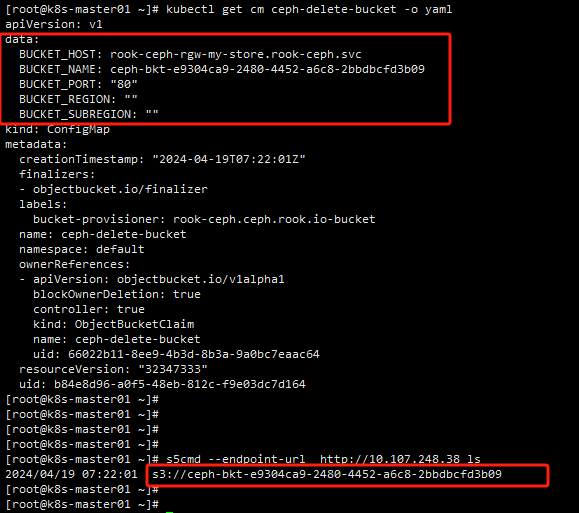 [root@k8s-master01 ~]# kubectl get cm ceph-delete-bucket -o yaml
apiVersion: v1
data:
  BUCKET_HOST: rook-ceph-rgw-my-store.rook-ceph.svc
  BUCKET_NAME: ceph-bkt-e9304ca9-2480-4452-a6c8-2bbdbcfd3b09
  BUCKET_PORT: "80"
  BUCKET_REGION: ""
  BUCKET_SUBREGION: ""
kind: ConfigMap
metadata:
  creationTimestamp: "2024-04-19T07:22:01Z"
  finalizers:
  - objectbucket.io/finalizer
  labels:
    bucket-provisioner: rook-ceph.ceph.rook.io-bucket
  name: ceph-delete-bucket
  namespace: default
  ownerReferences:
  - apiVersion: objectbucket.io/v1alpha1
    blockOwnerDeletion: true
    controller: true
    kind: ObjectBucketClaim
    name: ceph-delete-bucket
    uid: 66022b11-8ee9-4b3d-8b3a-9a0bc7eaac64
  resourceVersion: "32347333"
  uid: b84e8d96-a0f5-48eb-812c-f9e03dc7d164
[root@k8s-master01 ~]#
[root@k8s-master01 ~]#
[root@k8s-master01 ~]#
[root@k8s-master01 ~]# s5cmd --endpoint-url  http://10.107.248.38 ls
2024/04/19 07:22:01  s3://ceph-bkt-e9304ca9-2480-4452-a6c8-2bbdbcfd3b09
[root@k8s-master01 ~]#
[root@k8s-master01 ~]#